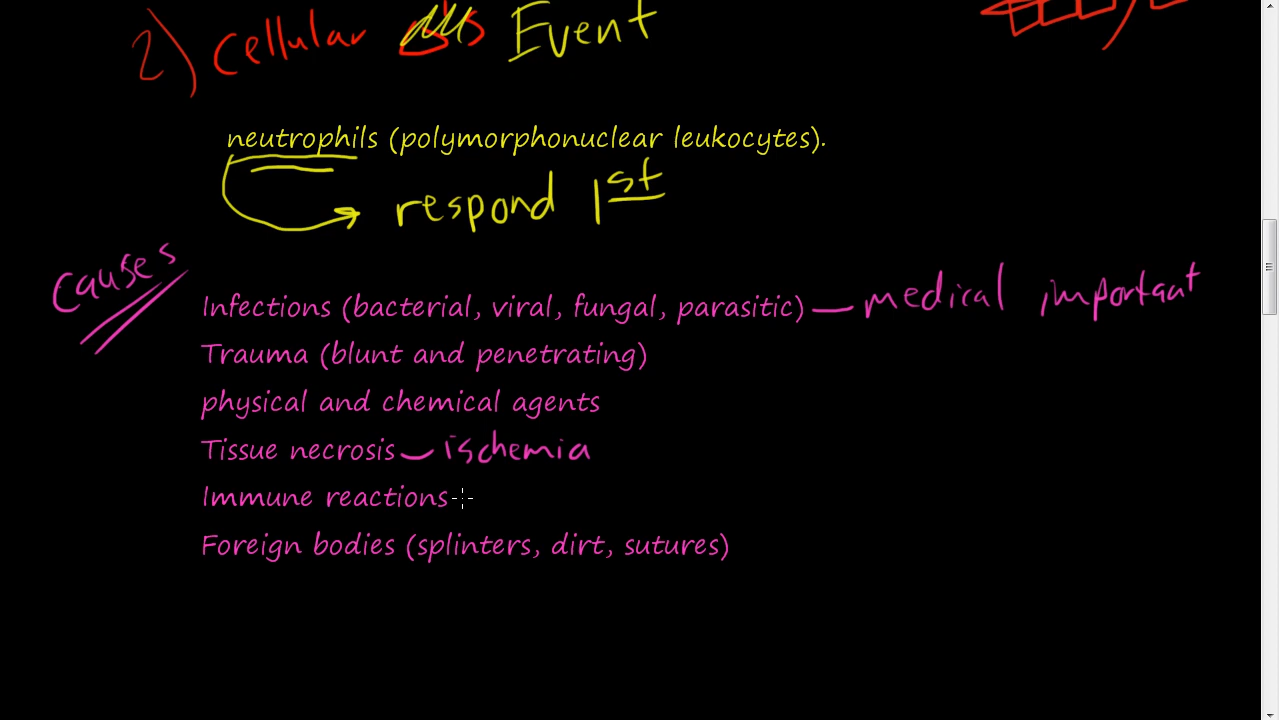 2) Cellular Event
neutrophils (polymorphonuclear leukocytes).
respond 1st
Causes
Infections (bacterial, viral, fungal, parasitic) — medical important
Trauma (blunt and penetrating)
physical and chemical agents
Tissue necrosis — ischemia
Immune reactions
Foreign bodies (splinters, dirt, sutures)